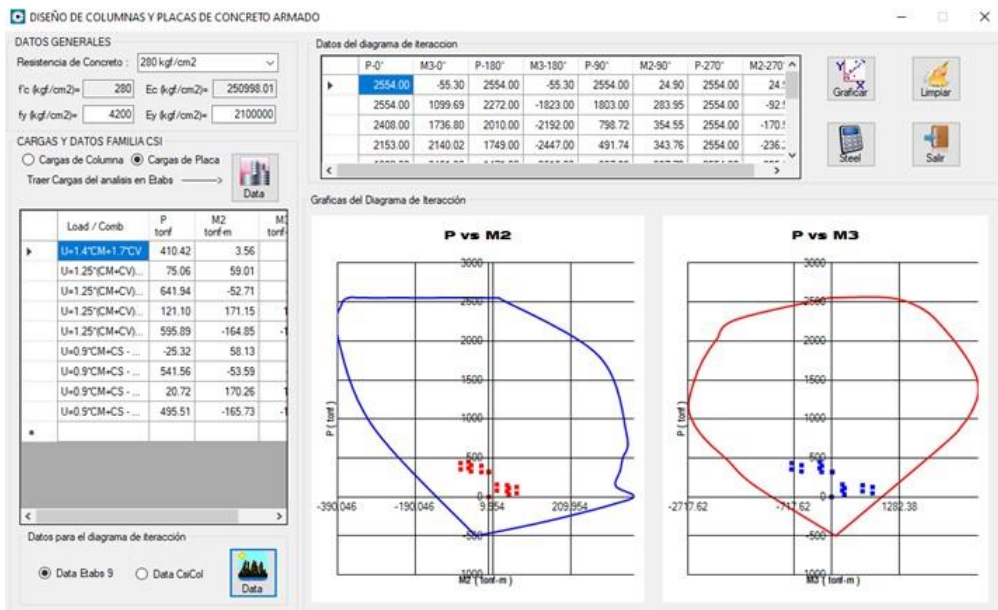 DISEÑO DE COLUMNAS Y PLACAS DE CONCRETO ARMADO
DATOS GENERALES
Resistencia de Concreto : 280 kgf/cm2
f'c (kgf/cm2)= 280 Ec (kgf/cm2)= 250998.01
fy (kgf/cm2)= 4200 Ey (kgf/cm2)= 2100000
CARGAS Y DATOS FAMILIA CSI
Cargas de Columna Cargas de Placa
Traer Cargas del analisis en Etabs ------>
Data
Load / Comb P tonf M2 tonf-m
U=1.4*CM+1.7*CV 410.42 3.56
U=1.25*(CM+CV)... 75.06 59.01
U=1.25*(CM+CV)... 641.94 -52.71
U=1.25*(CM+CV)... 121.10 171.15
U=1.25*(CM+CV)... 595.89 -164.85
U=0.9*CM+CS - ... -25.32 58.13
U=0.9*CM+CS - ... 541.56 -53.59
U=0.9*CM+CS - ... 20.72 170.26
U=0.9*CM+CS - ... 495.51 -165.73
Datos para el diagrama de iteracción
Data Etabs 9 Data CsiCol
Data
Datos del diagrama de iteraccion
P-0° M3-0° P-180° M3-180° P-90° M2-90° P-270° M2-270°
2554.00 -55.30 2554.00 -55.30 2554.00 24.90 2554.00
2554.00 1099.69 2272.00 -1823.00 1803.00 283.95 2554.00
2408.00 1736.80 2010.00 -2192.00 798.72 354.55 2554.00
2153.00 2140.02 1749.00 -2447.00 491.74 343.76 2554.00
Graficar
Limpiar
Steel
Salir
Graficas del Diagrama de Iteracción
P vs M2
3000
2500
2000
1500
1000
500
0
-500
1000
P ( tonf )
-390.046 -190.046 9.954 209.954
M2 ( tonf-m )
P vs M3
3000
2500
2000
1500
1000
500
0
-500
1000
P ( tonf )
-2717.62 -717.62 1282.38
M3 ( tonf-m )